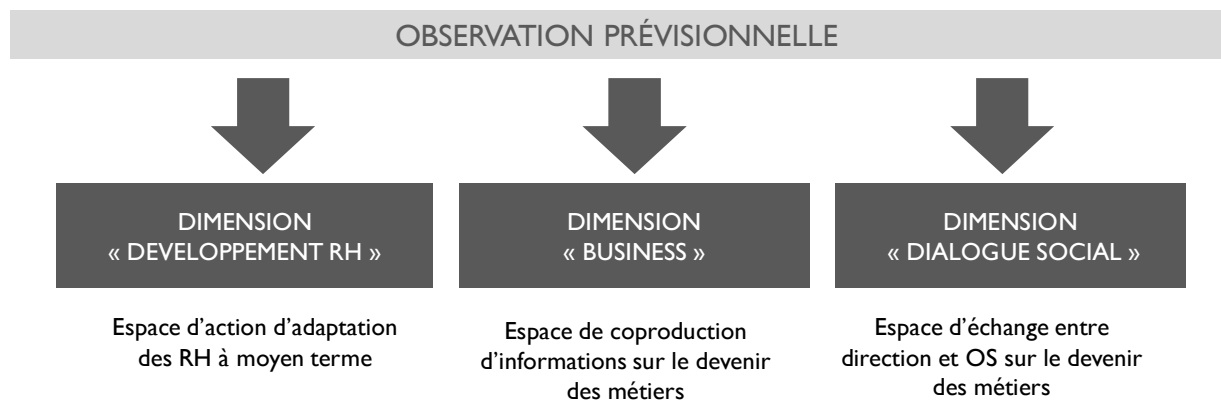 OBSERVATION PRÉVISIONNELLE
DIMENSION
« DEVELOPPEMENT RH »
Espace d'action d'adaptation
des RH à moyen terme
DIMENSION
« BUSINESS »
Espace de coproduction
d'informations sur le devenir
des métiers
DIMENSION
« DIALOGUE SOCIAL »
Espace d'échange entre
direction et OS sur le devenir
des métiers